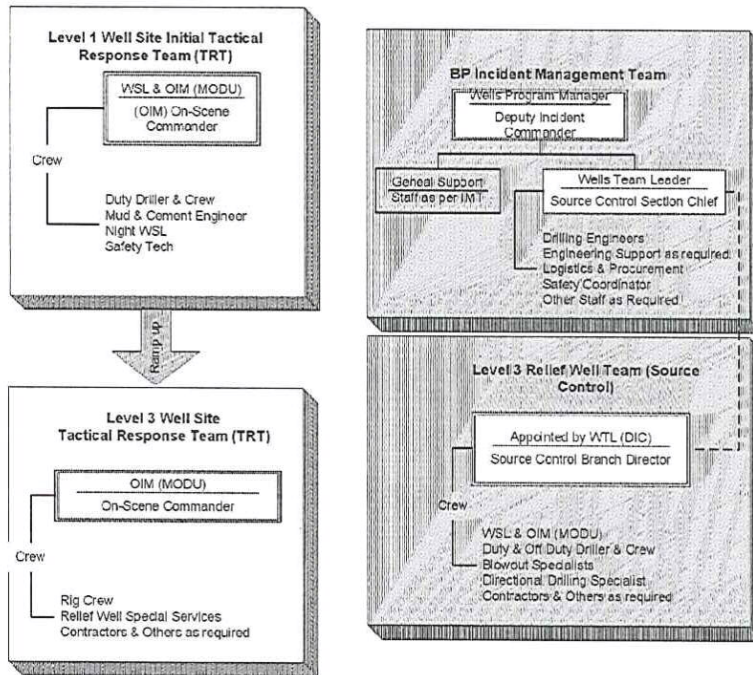 Level 1 Well Site Initial Tactical
Response Team (TRT)
WSL & OIM (MODU)
(OIM) On-Scene
Commander
Crew
Duty Driller & Crew
Mud & Cement Engineer
Night WSL
Safety Tech
Ramp up
Level 3 Well Site
Tactical Response Team (TRT)
OIM (MODU)
On-Scene Commander
Crew
Rig Crew
Relief Well Special Services
Contractors & Others as required
BP Incident Management Team
Wells Program Manager
Deputy Incident
Commander
Geheal Support
Staff as per IMT
Wells Team Leader
Source Control Section Chief
Drilling Engineers
Engineering Support as required
Logistics & Procurement
Safety Coordinator
Other Staff as Required
Level 3 Relief Well Team (Source
Control)
Appointed by WTL (DIC)
Source Control Branch Director
Crew
WSL & OIM (MODU)
Duty & Off Duty Driller & Crew
Blowout Specialists
Directional Drilling Specialist
Contractors & Others as required